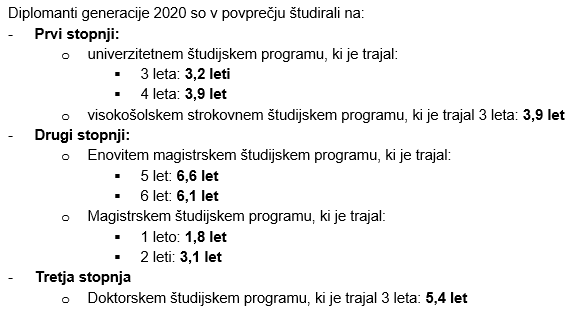 Diplomanti generacije 2020 so v povprečju študirali na:
- Prvi stopnji:
o univerzitetnem študijskem programu, ki je trajal:
▪ 3 leta: 3,2 leti
▪ 4 leta: 3,9 let
o visokošolskem strokovnem študijskem programu, ki je trajal 3 leta: 3,9 let
- Drugi stopnji:
o Enovitem magistrskem študijskem programu, ki je trajal:
▪ 5 let: 6,6 let
▪ 6 let: 6,1 let
o Magistrskem študijskem programu, ki je trajal:
▪ 1 leto: 1,8 let
▪ 2 leti: 3,1 let
- Tretja stopnja
o Doktorskem študijskem programu, ki je trajal 3 leta: 5,4 let